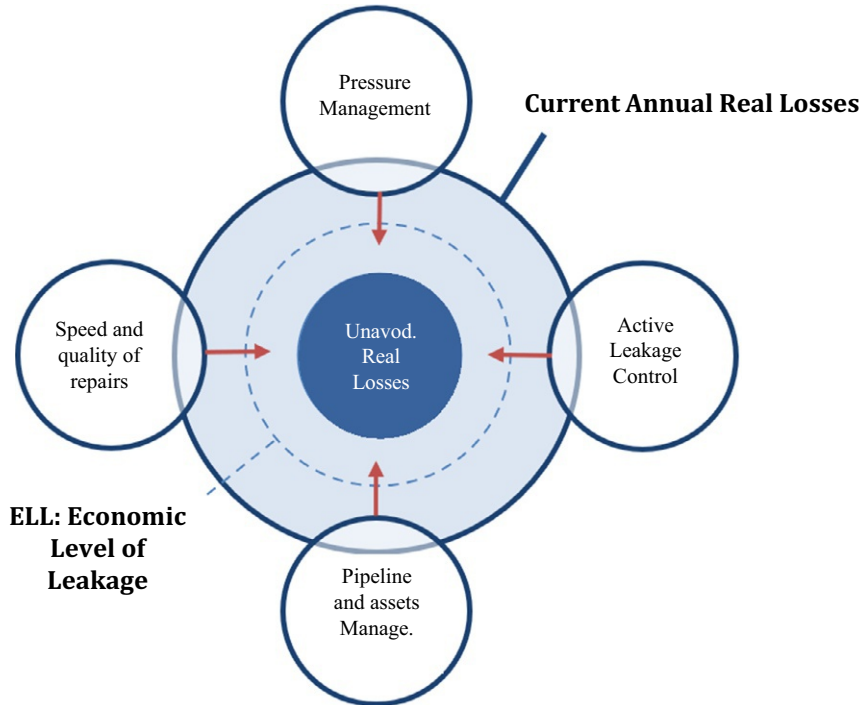 Pressure
Management
Current Annual Real Losses
Speed and
quality of
repairs
Unavod.
Real
Losses
Active
Leakage
Control
ELL: Economic
Level of
Leakage
Pipeline
and assets
Manage.